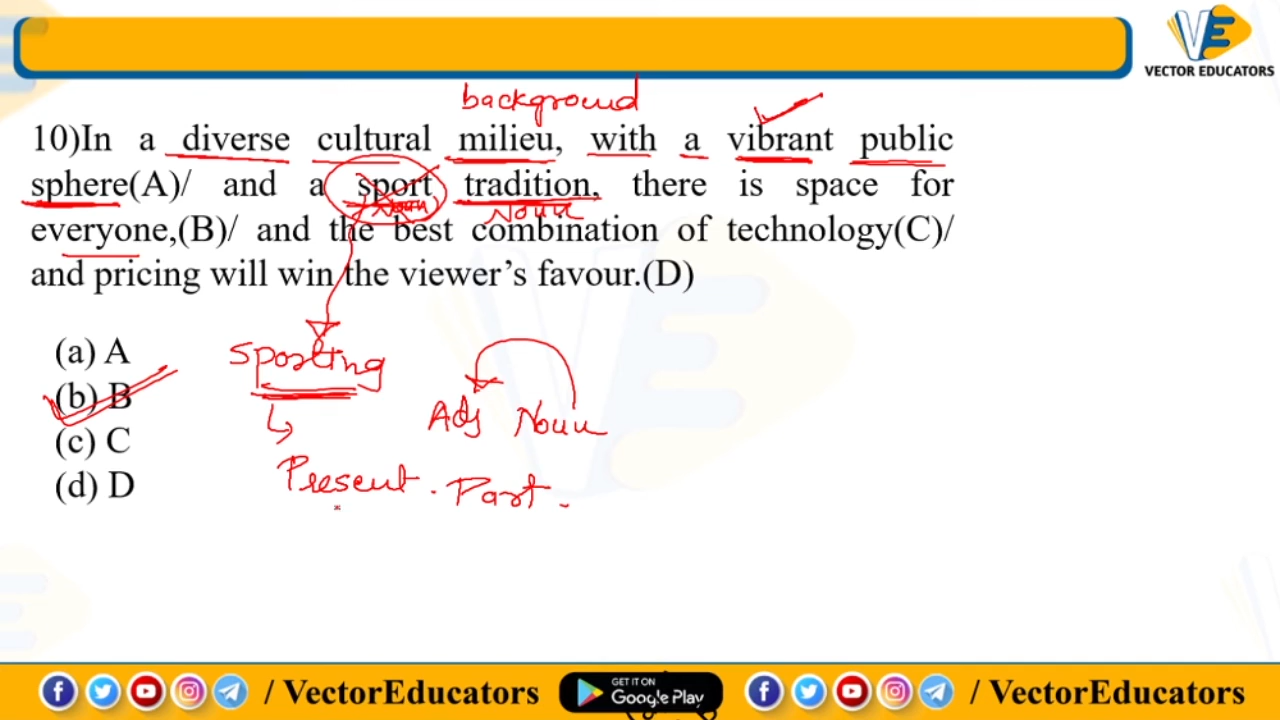 VE
VECTOR EDUCATORS
background
10)In a diverse cultural milieu, with a vibrant public
sphere(A)/ and a sport tradition, there is space for
Noun Noun
everyone,(B)/ and the best combination of technology(C)/
and pricing will win the viewer's favour.(D)
(a) A
sporting
(b) B
Adj Noun
(c) C
(d) D
Present. Part.
/ VectorEducators
GET IT ON
Google Play
/ VectorEducators